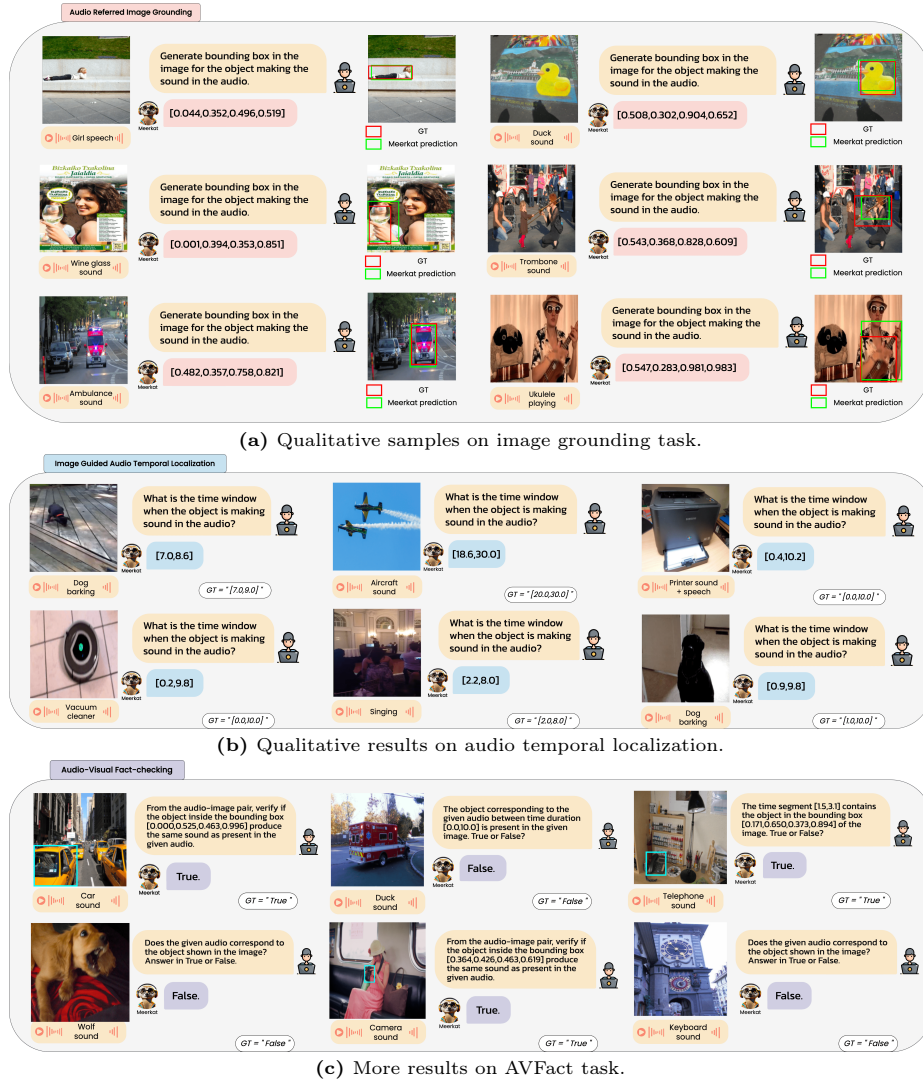 Audio Referred Image Grounding
Generate bounding box in the
image for the object making the
sound in the audio.
Meerkat
[0.044,0.352,0.496,0.519]
Girl speech
GT
Meerkat prediction
Generate bounding box in the
image for the object making the
sound in the audio.
Meerkat
[0.508,0.302,0.904,0.652]
Duck
sound
GT
Meerkat prediction
Bizkaiko Txakolina
Jaialdia
Generate bounding box in the
image for the object making the
sound in the audio.
Meerkat
[0.001,0.394,0.353,0.851]
Wine glass
sound
Bizkaiko Txakolina
Jaialdia
GT
Meerkat prediction
Generate bounding box in the
image for the object making the
sound in the audio.
Meerkat
[0.543,0.368,0.828,0.609]
Trombone
sound
GT
Meerkat prediction
Generate bounding box in the
image for the object making the
sound in the audio.
Meerkat
[0.482,0.357,0.758,0.821]
Ambulance
sound
GT
Meerkat prediction
Generate bounding box in the
image for the object making the
sound in the audio.
Meerkat
[0.547,0.283,0.981,0.983]
Ukulele
playing
GT
Meerkat prediction
(a) Qualitative samples on image grounding task.
Image Guided Audio Temporal Localization
What is the time window
when the object is making
sound in the audio?
Meerkat
[7.0,8.6]
Dog
barking
GT = " [7.0,9.0] "
What is the time window
when the object is making
sound in the audio?
Meerkat
[18.6,30.0]
Aircraft
sound
GT = " [20.0,30.0] "
What is the time window
when the object is making
sound in the audio?
Meerkat
[0.4,10.2]
Printer sound
+ speech
GT = " [0.0,10.0] "
What is the time window
when the object is making
sound in the audio?
Meerkat
[0.2,9.8]
Vacuum
cleaner
GT = " [0.0,10.0] "
What is the time window
when the object is making
sound in the audio?
Meerkat
[2.2,8.0]
Singing
GT = " [2.0,8.0] "
What is the time window
when the object is making
sound in the audio?
Meerkat
[0.9,9.8]
Dog
barking
GT = " [1.0,10.0] "
(b) Qualitative results on audio temporal localization.
Audio-Visual Fact-checking
From the audio-image pair, verify if
the object inside the bounding box
[0.000,0.525,0.463,0.996] produce
the same sound as present in the
given audio.
Meerkat
True.
Car
sound
GT = " True "
The object corresponding to the
given audio between time duration
[0.0,10.0] is present in the given
image. True or False?
Meerkat
False.
Duck
sound
GT = " False "
The time segment [1.5,3.1] contains
the object in the bounding box
[0.171,0.650,0.373,0.894] of the
image. True or False?
Meerkat
True.
Telephone
sound
GT = " True "
Does the given audio correspond to
the object shown in the image?
Answer in True or False.
Meerkat
False.
Wolf
sound
GT = " False "
From the audio-image pair, verify if
the object inside the bounding box
[0.364,0.426,0.463,0.619] produce
the same sound as present in the
given audio.
Meerkat
True.
Camera
sound
GT = " True "
Does the given audio correspond to
the object shown in the image?
Answer in True or False.
Meerkat
False.
Keyboard
sound
GT = " False "
(c) More results on AVFact task.